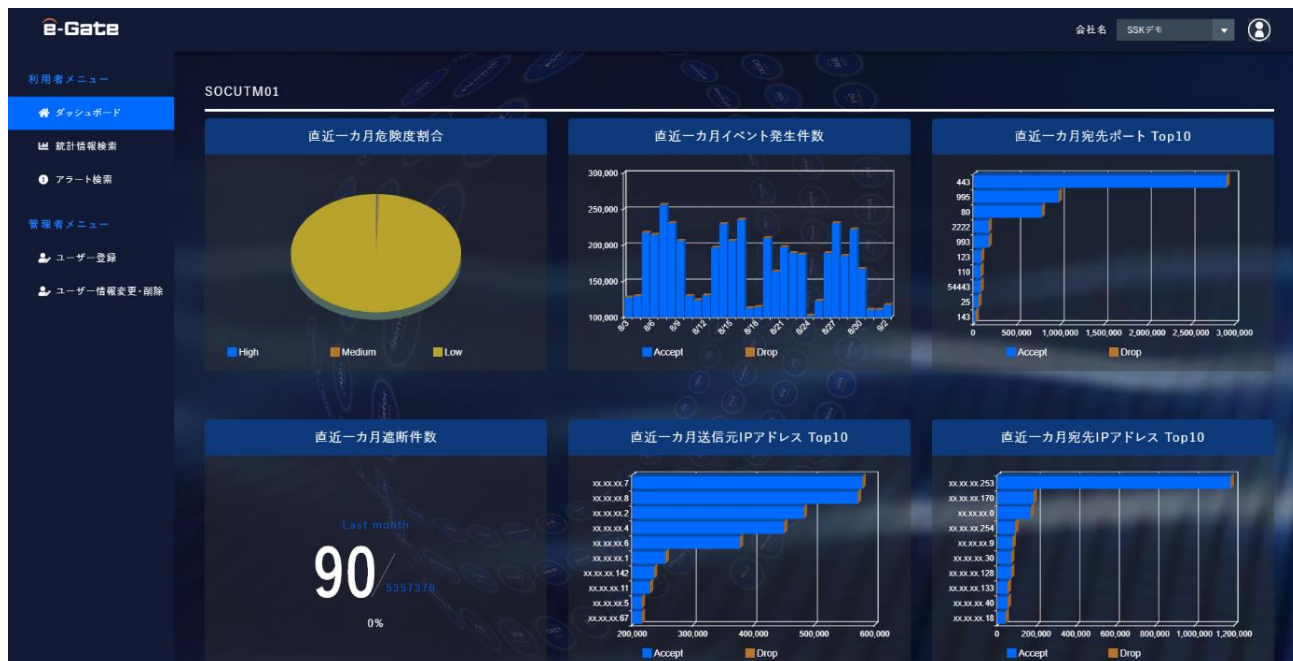 e-Gate
会社名 SSKデモ
利用者メニュー
ダッシュボード
統計情報検索
アラート検索
管理者メニュー
ユーザー登録
ユーザー情報変更・削除
SOCUTM01
直近一カ月危険度割合
High Medium Low
直近一カ月イベント発生件数
300,000
250,000
200,000
150,000
100,000
8/3 8/6 8/9 8/12 8/15 8/18 8/21 8/24 8/27 8/30 9/2
Accept Drop
直近一カ月宛先ポート Top10
443
995
80
2222
993
123
110
54443
25
143
0 500,000 1,000,000 1,500,000 2,000,000 2,500,000 3,000,000
Accept Drop
直近一カ月遮断件数
Last month
90/5357376
0%
直近一カ月送信元IPアドレス Top10
xx.xx.xx.7
xx.xx.xx.8
xx.xx.xx.2
xx.xx.xx.4
xx.xx.xx.6
xx.xx.xx.1
xx.xx.xx.142
xx.xx.xx.11
xx.xx.xx.5
xx.xx.xx.67
200,000 300,000 400,000 500,000 600,000
Accept Drop
直近一カ月宛先IPアドレス Top10
xx.xx.xx.253
xx.xx.xx.170
xx.xx.xx.0
xx.xx.xx.254
xx.xx.xx.9
xx.xx.xx.30
xx.xx.xx.128
xx.xx.xx.133
xx.xx.xx.40
xx.xx.xx.18
0 200,000 400,000 600,000 800,000 1,000,000 1,200,000
Accept Drop